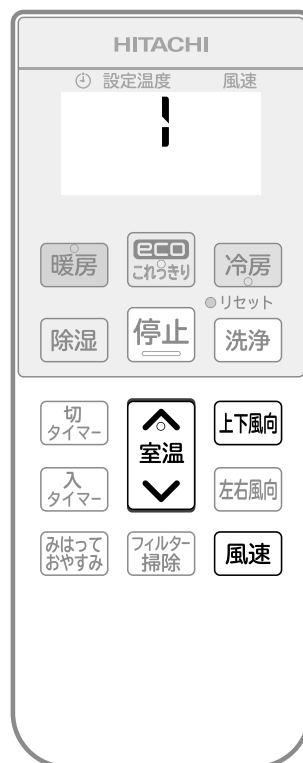 HITACHI
設定温度 風速
1
暖房
eco
これっきり
冷房
リセット
除湿
停止
洗浄
切
タイマー
室温
上下風向
入
タイマー
左右風向
みはって
おやすみ
フィルター
掃除
風速